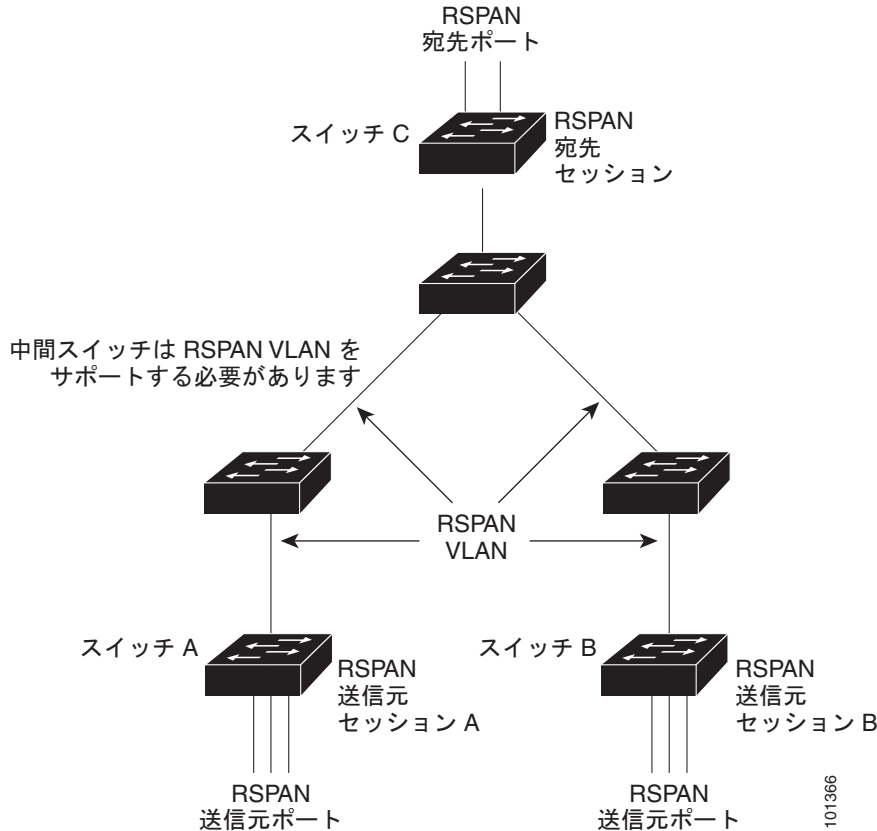 RSPAN
宛先ポート
スイッチ C
RSPAN
宛先
セッション
中間スイッチは RSPAN VLAN を
サポートする必要があります
RSPAN
VLAN
スイッチ A
RSPAN
送信元
セッション A
スイッチ B
RSPAN
送信元
セッション B
RSPAN
送信元ポート
RSPAN
送信元ポート
101366